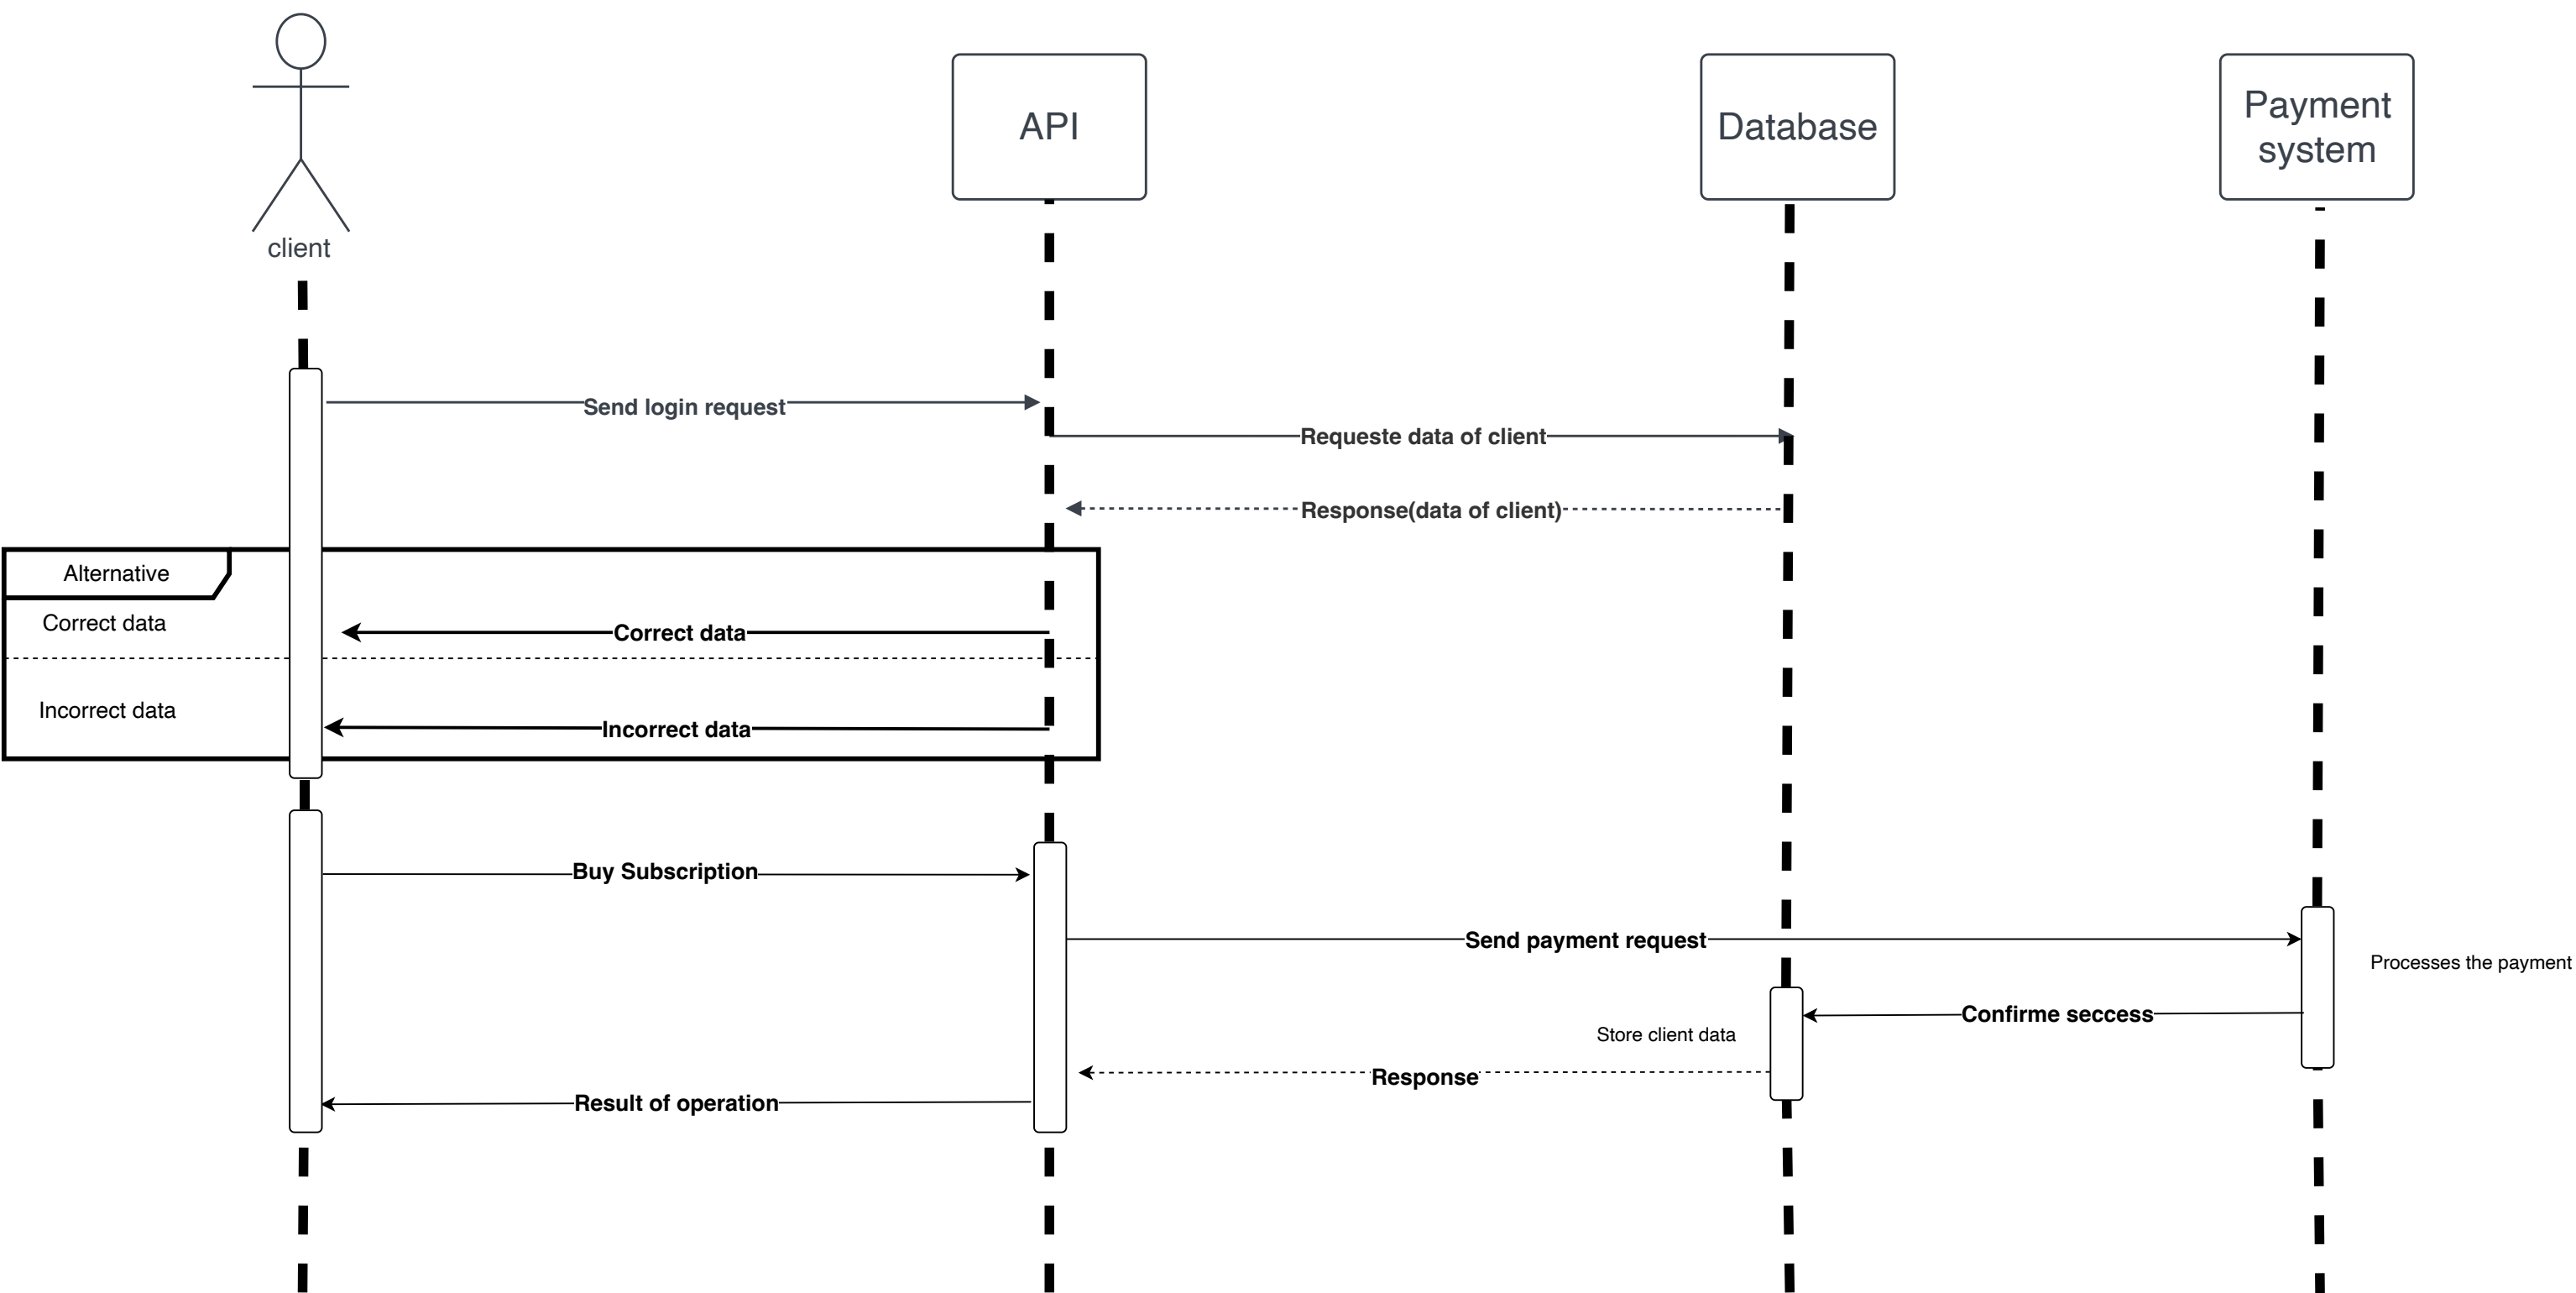 client
API
Database
Payment
system
Send login request
Requeste data of client
Response(data of client)
Alternative
Correct data
Correct data
Incorrect data
Incorrect data
Buy Subscription
Send payment request
Processes the payment
Confirme seccess
Store client data
Response
Result of operation